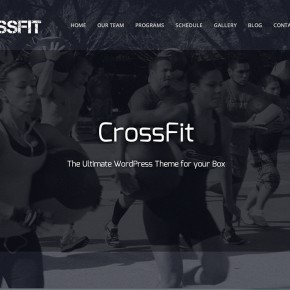 SSFIT
HOME OUR TEAM PROGRAMS SCHEDULE GALLERY BLOG CONTA
CrossFit
The Ultimate WordPress Theme for your Box